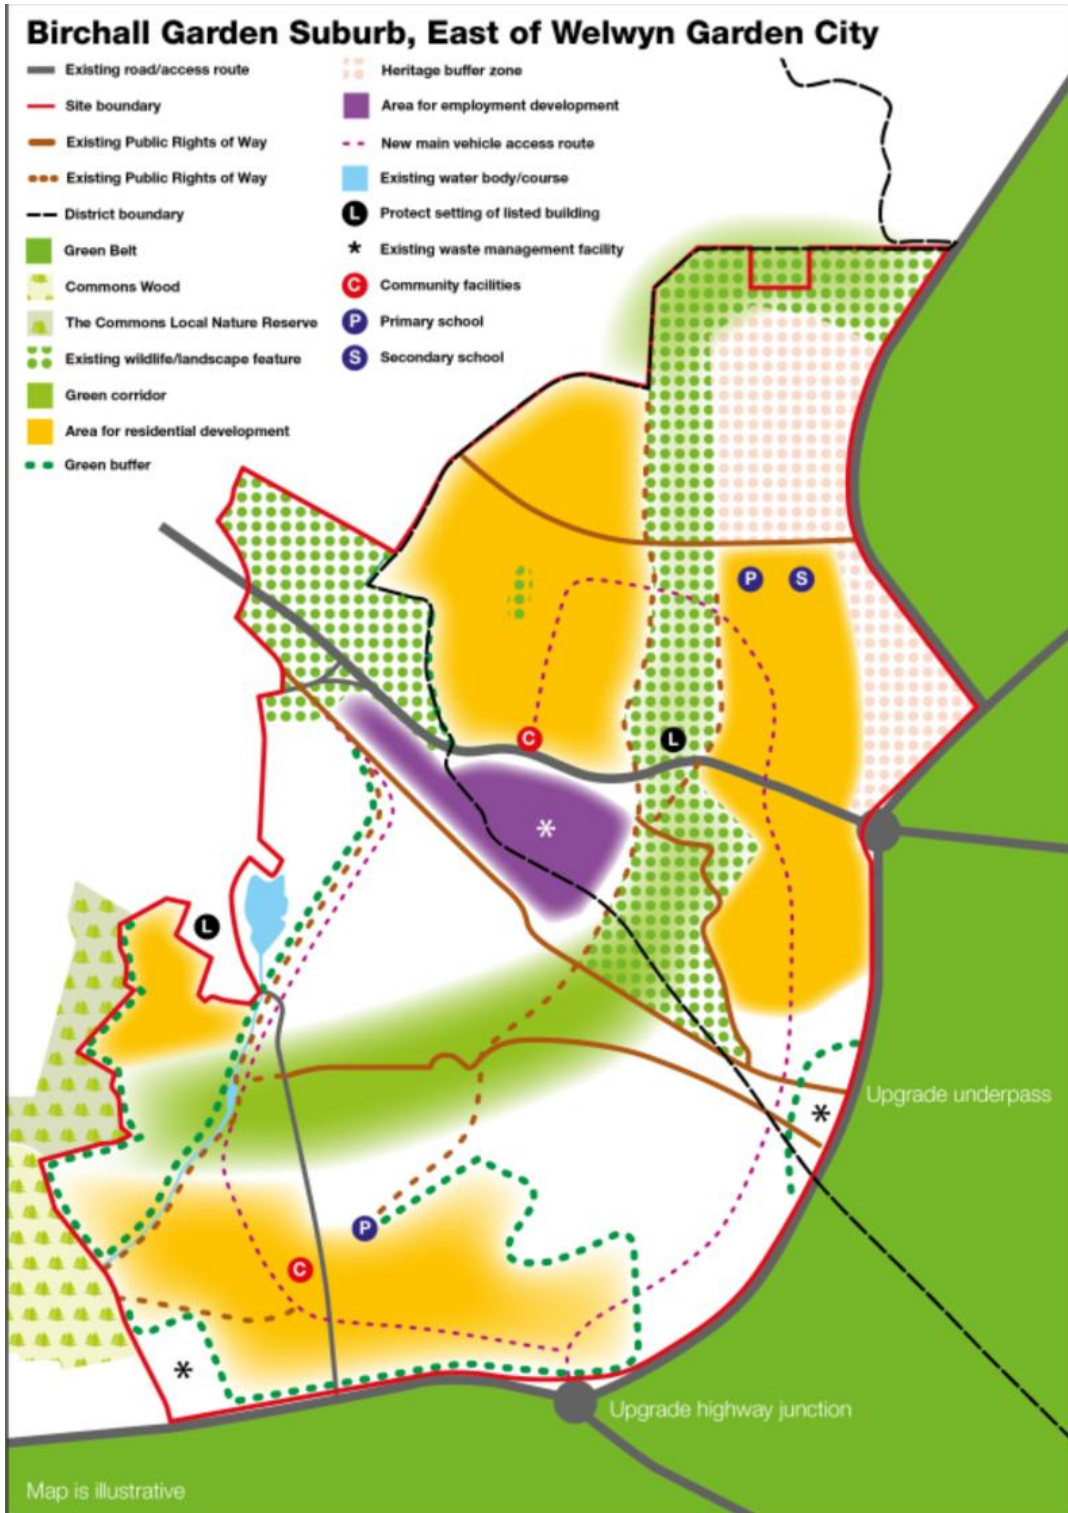 Birchall Garden Suburb, East of Welwyn Garden City
Existing road/access route
Site boundary
Existing Public Rights of Way
Existing Public Rights of Way
District boundary
Green Belt
Commons Wood
The Commons Local Nature Reserve
Existing wildlife/landscape feature
Green corridor
Area for residential development
Green buffer
Heritage buffer zone
Area for employment development
New main vehicle access route
Existing water body/course
L Protect setting of listed building
* Existing waste management facility
C Community facilities
P Primary school
S Secondary school
P S
C
L
*
L
Upgrade underpass
*
P
C
*
Upgrade highway junction
Map is illustrative